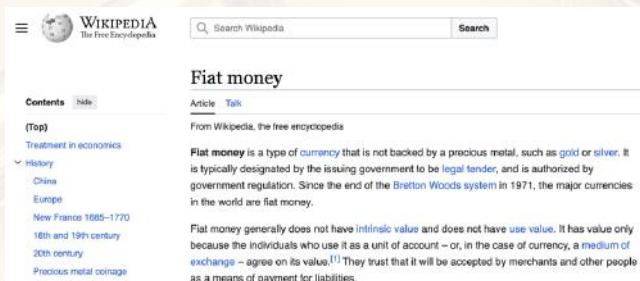 WIKIPEDIA
The Free Encyclopedia
Search Wikipedia
Search
Fiat money
Contents hide
Article Talk
(Top)
From Wikipedia, the free encyclopedia
Treatment in economics
History
China
Europe
New France 1685–1770
18th and 19th century
20th century
Precious metal coinage
Fiat money is a type of currency that is not backed by a precious metal, such as gold or silver. It
is typically designated by the issuing government to be legal tender, and is authorized by
government regulation. Since the end of the Bretton Woods system in 1971, the major currencies
in the world are fiat money.
Fiat money generally does not have intrinsic value and does not have use value. It has value only
because the individuals who use it as a unit of account – or, in the case of currency, a medium of
exchange – agree on its value.[1] They trust that it will be accepted by merchants and other people
as a means of payment for liabilities.